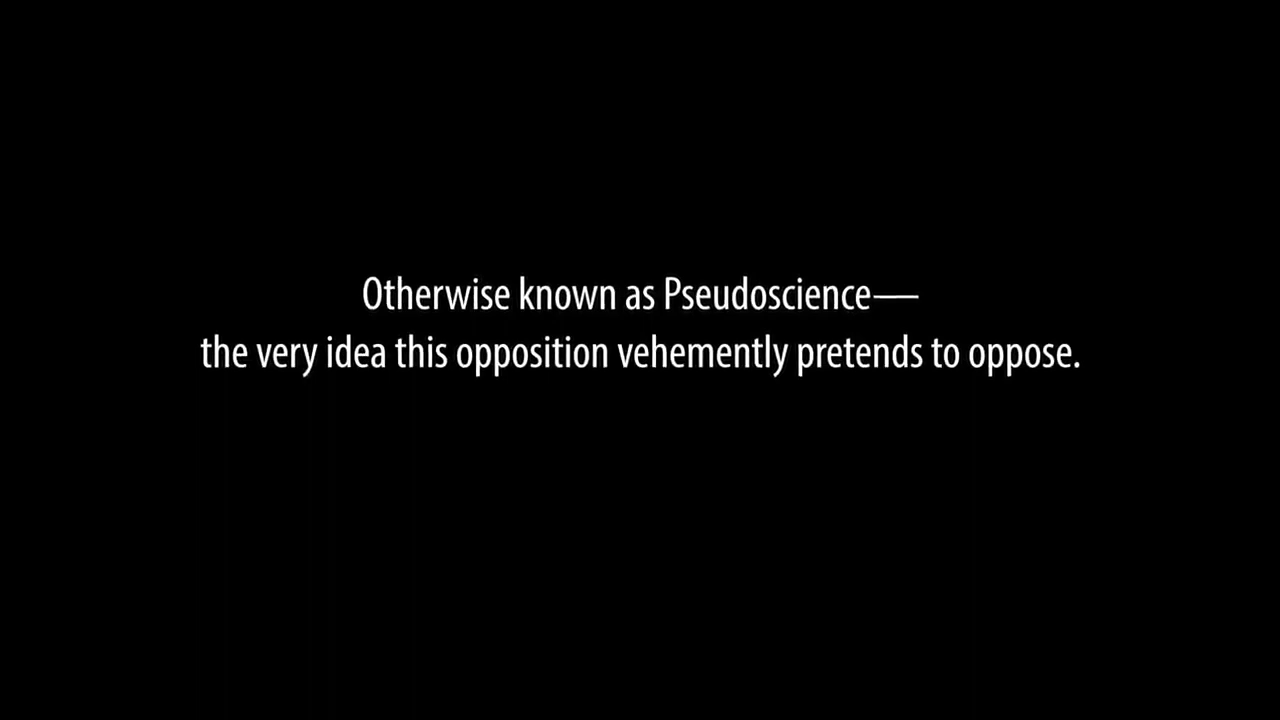 Otherwise known as Pseudoscience—
the very idea this opposition vehemently pretends to oppose.